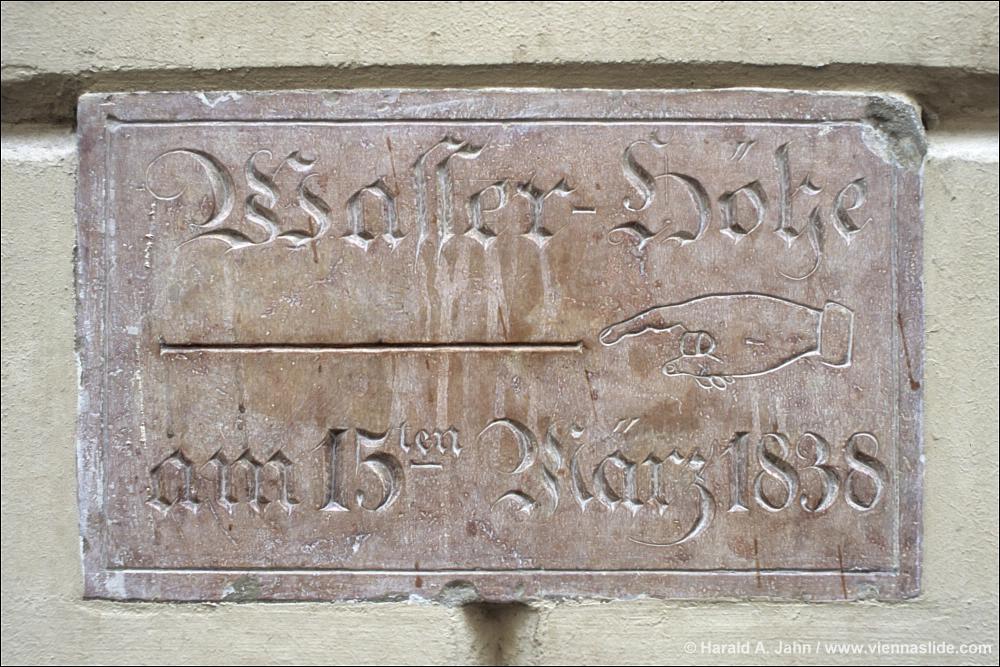 Waſſer-Höhe
am 15ten März 1838
© Harald A. Jahn / www.viennaslide.com